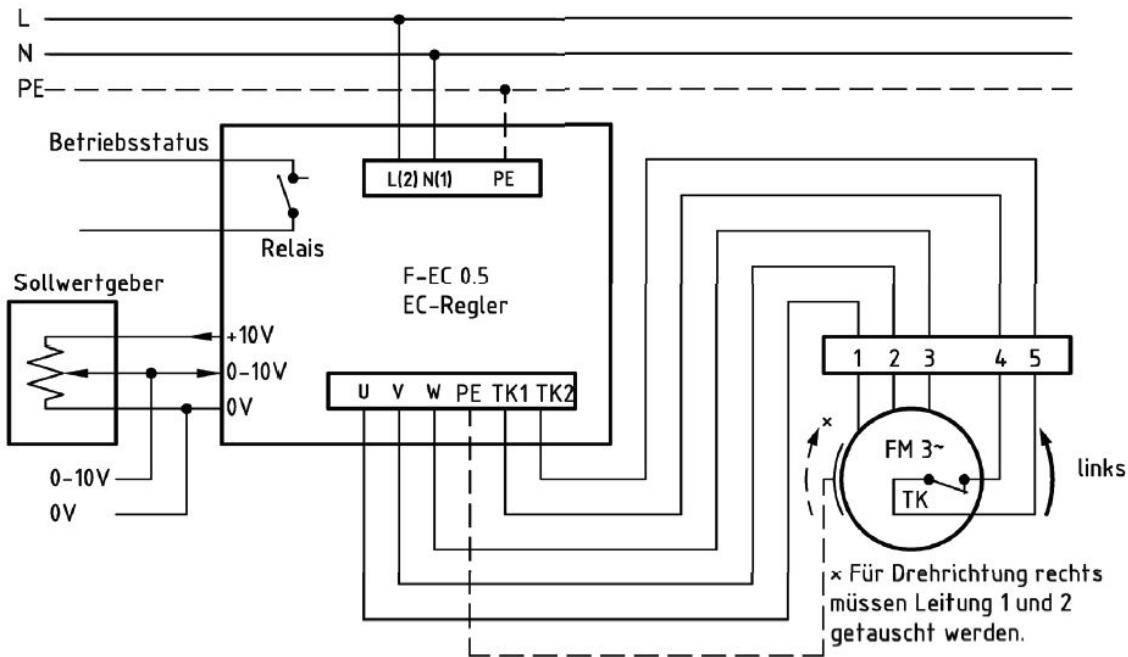 L
N
PE
Betriebsstatus
L(2) N(1) PE
Relais
Sollwertgeber
F-EC 0.5
EC-Regler
+10V
0-10V
0V
U V W PE TK1 TK2
0-10V
0V
1 2 3 4 5
×
FM 3~
TK
links
× Für Drehrichtung rechts
müssen Leitung 1 und 2
getauscht werden.